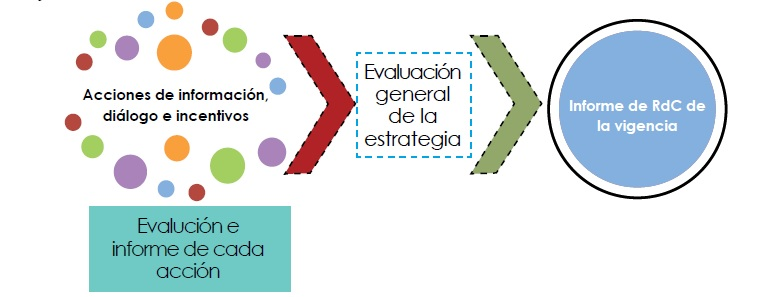 Acciones de información,
diálogo e incentivos
Evalución e
informe de cada
acción
Evaluación
general
de la
estrategia
Informe de RdC de
la vigencia